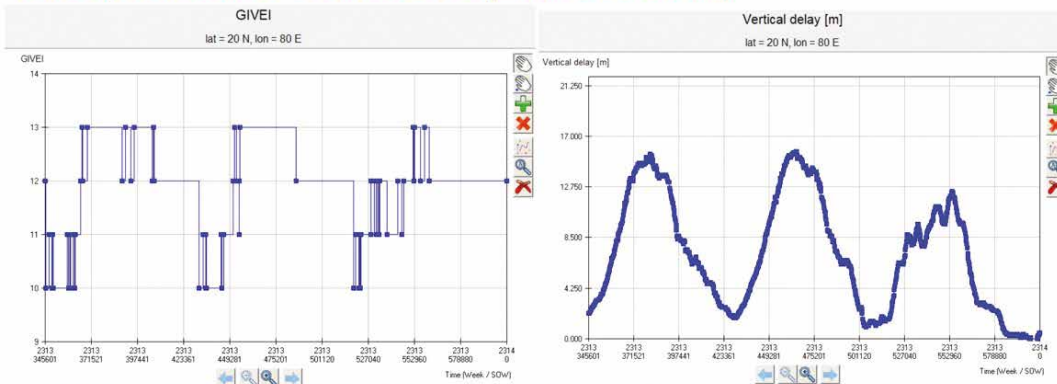 GIVEI
lat = 20 N, lon = 80 E
GIVEI
14
13
12
11
10
9
2313 2313 2313 2313 2313 2313 2313 2313 2313 2313 2314
345601 371521 397441 423361 449281 475201 501120 527040 552960 578880 0
Time (Week / SOW)
Vertical delay [m]
lat = 20 N, lon = 80 E
Vertical delay [m]
21.250
17.000
12.750
8.500
4.250
0.000
2313 2313 2313 2313 2313 2313 2313 2313 2313 2313 2314
345601 371521 397441 423361 449281 475201 501120 527040 552960 578880 0
Time (Week / SOW)